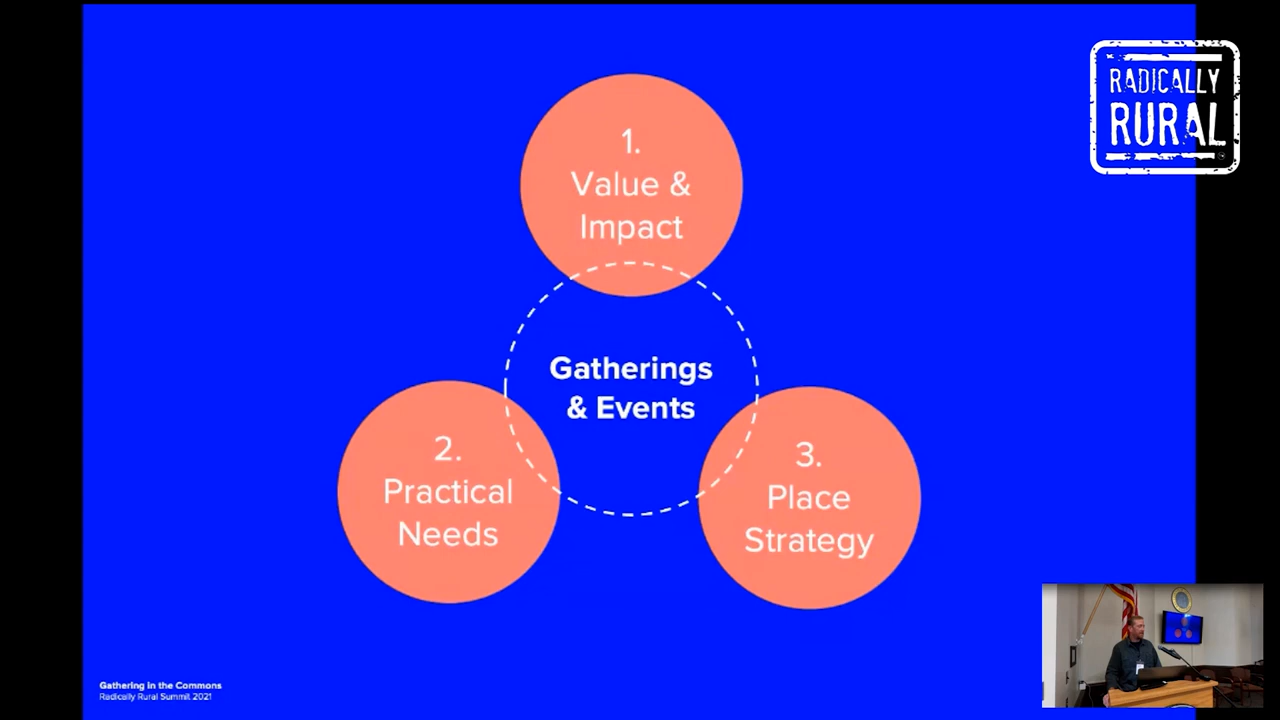 RADICALLY
RURAL
1.
Value &
Impact
Gatherings
& Events
2.
Practical
Needs
3.
Place
Strategy
Gathering in the Commons
Radically Rural Summit 2021